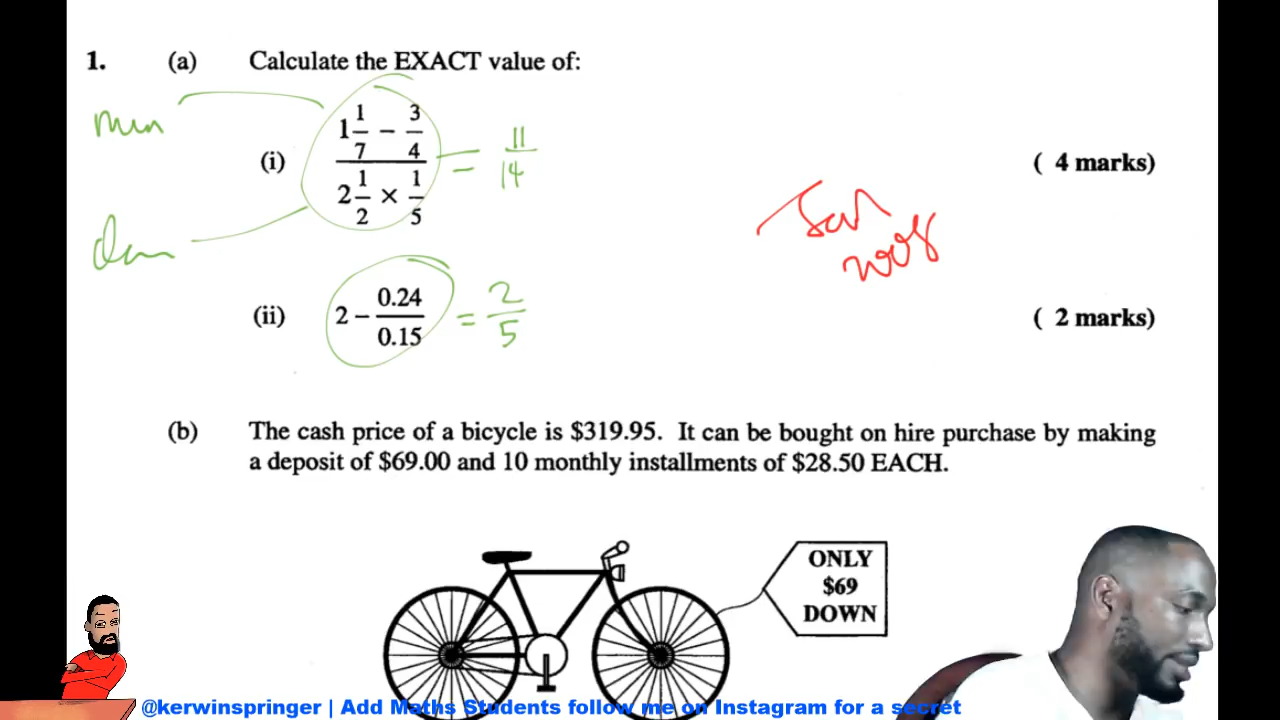 1. (a) Calculate the EXACT value of:
(i) (1 1/7 − 3/4) / (2 1/2 × 1/5) = 11/14 ( 4 marks)
(ii) 2 − 0.24/0.15 = 2/5 ( 2 marks)
(b) The cash price of a bicycle is $319.95. It can be bought on hire purchase by making
a deposit of $69.00 and 10 monthly installments of $28.50 EACH.
ONLY
$69
DOWN
@kerwinspringer | Add Maths Students follow me on Instagram for a secret